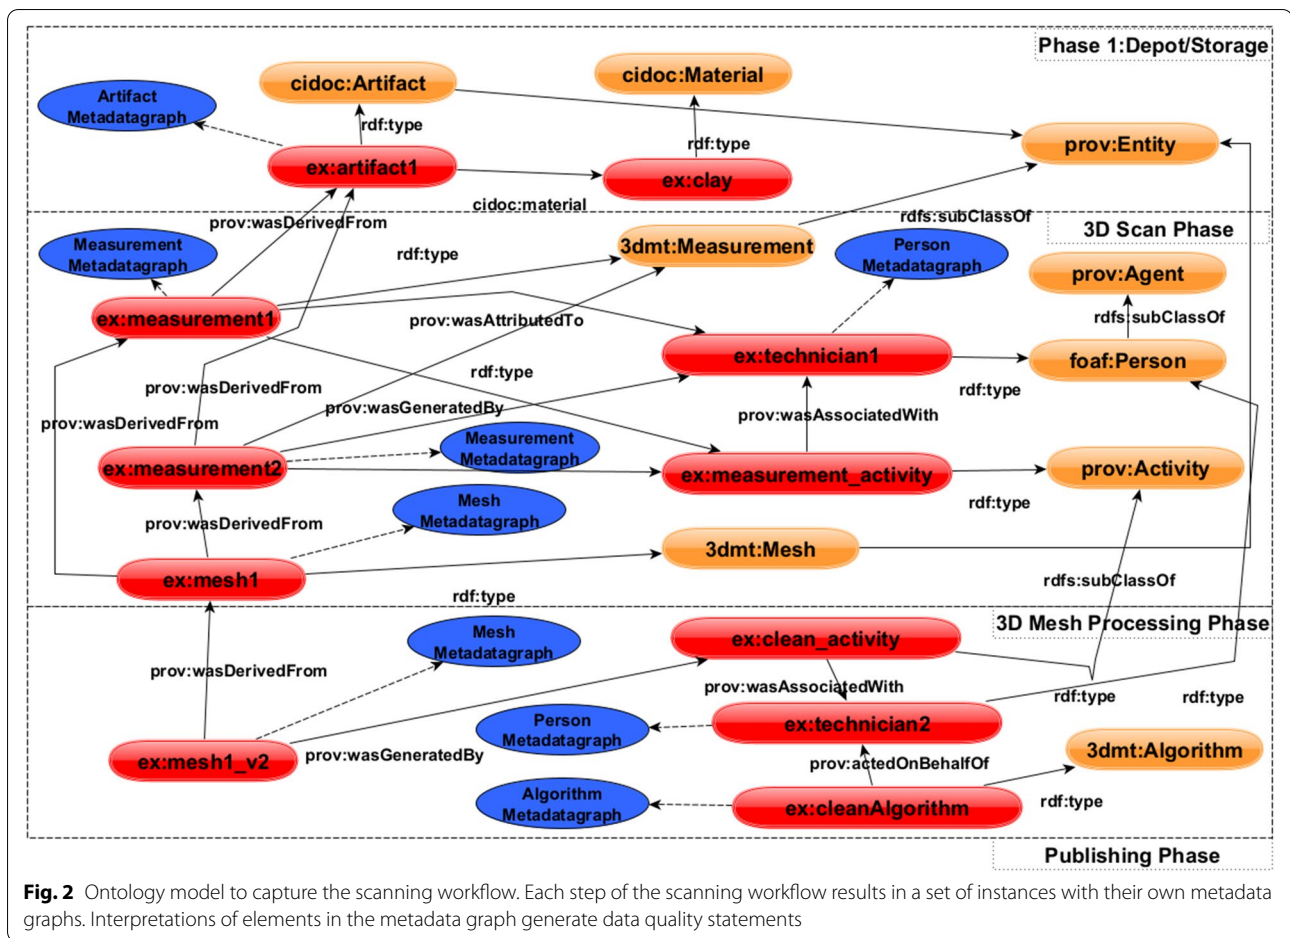 Phase 1:Depot/Storage
cidoc:Artifact
cidoc:Material
Artifact
Metadatagraph
rdf:type
rdf:type
prov:Entity
ex:artifact1
ex:clay
cidoc:material
prov:wasDerivedFrom
rdfs:subClassOf
3D Scan Phase
Measurement
Metadatagraph
rdf:type
3dmt:Measurement
Person
Metadatagraph
prov:Agent
ex:measurement1
prov:wasAttributedTo
rdfs:subClassOf
ex:technician1
foaf:Person
rdf:type
rdf:type
prov:wasDerivedFrom
prov:wasGeneratedBy
prov:wasAssociatedWith
prov:wasDerivedFrom
Measurement
Metadatagraph
ex:measurement2
ex:measurement_activity
prov:Activity
rdf:type
Mesh
Metadatagraph
prov:wasDerivedFrom
3dmt:Mesh
ex:mesh1
rdfs:subClassOf
rdf:type
3D Mesh Processing Phase
Mesh
Metadatagraph
ex:clean_activity
prov:wasDerivedFrom
prov:wasAssociatedWith
rdf:type
rdf:type
Person
Metadatagraph
ex:technician2
ex:mesh1_v2
prov:wasGeneratedBy
prov:actedOnBehalfOf
3dmt:Algorithm
Algorithm
Metadatagraph
ex:cleanAlgorithm
rdf:type
Publishing Phase
Fig. 2 Ontology model to capture the scanning workflow. Each step of the scanning workflow results in a set of instances with their own metadata
graphs. Interpretations of elements in the metadata graph generate data quality statements